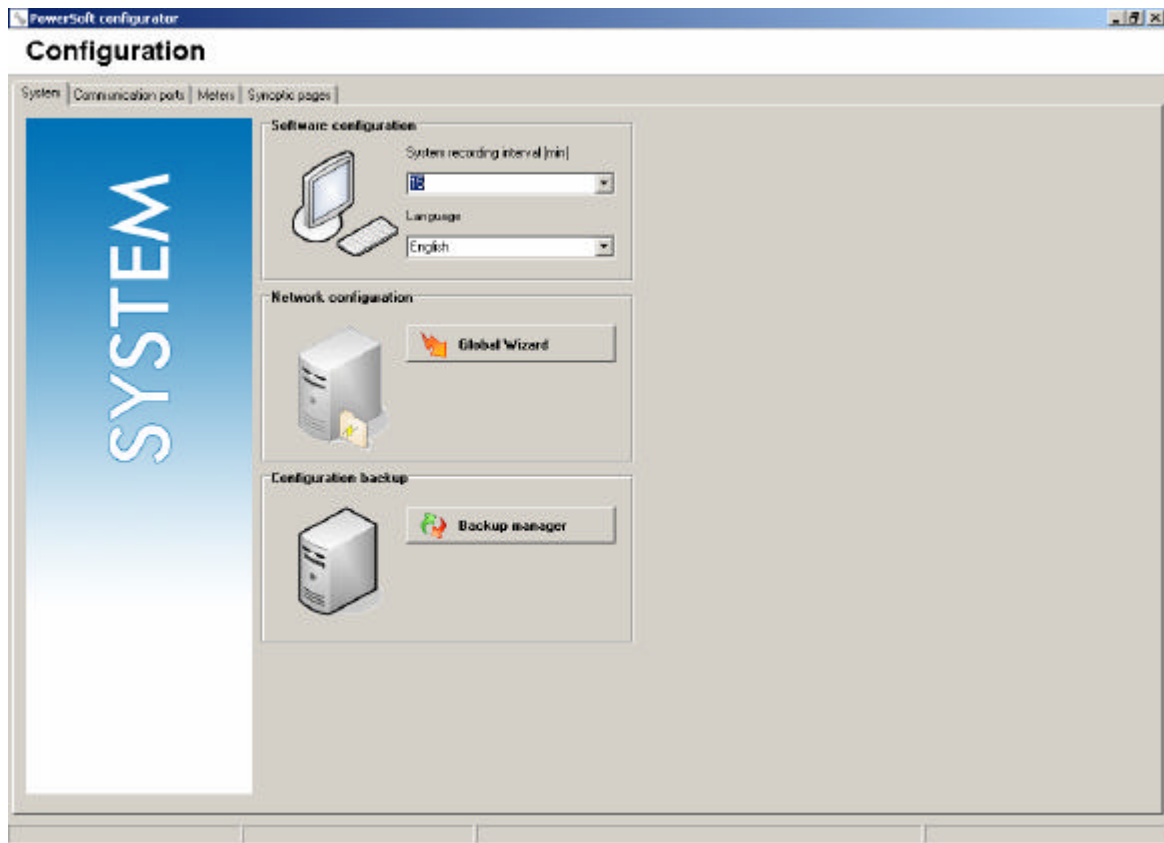 PowerSoft configurator
Configuration
System Communication ports Meters Synoptic pages
SYSTEM
Software configuration
System recording interval [min]
15
Language
English
Network configuration
Global Wizard
Configuration backup
Backup manager